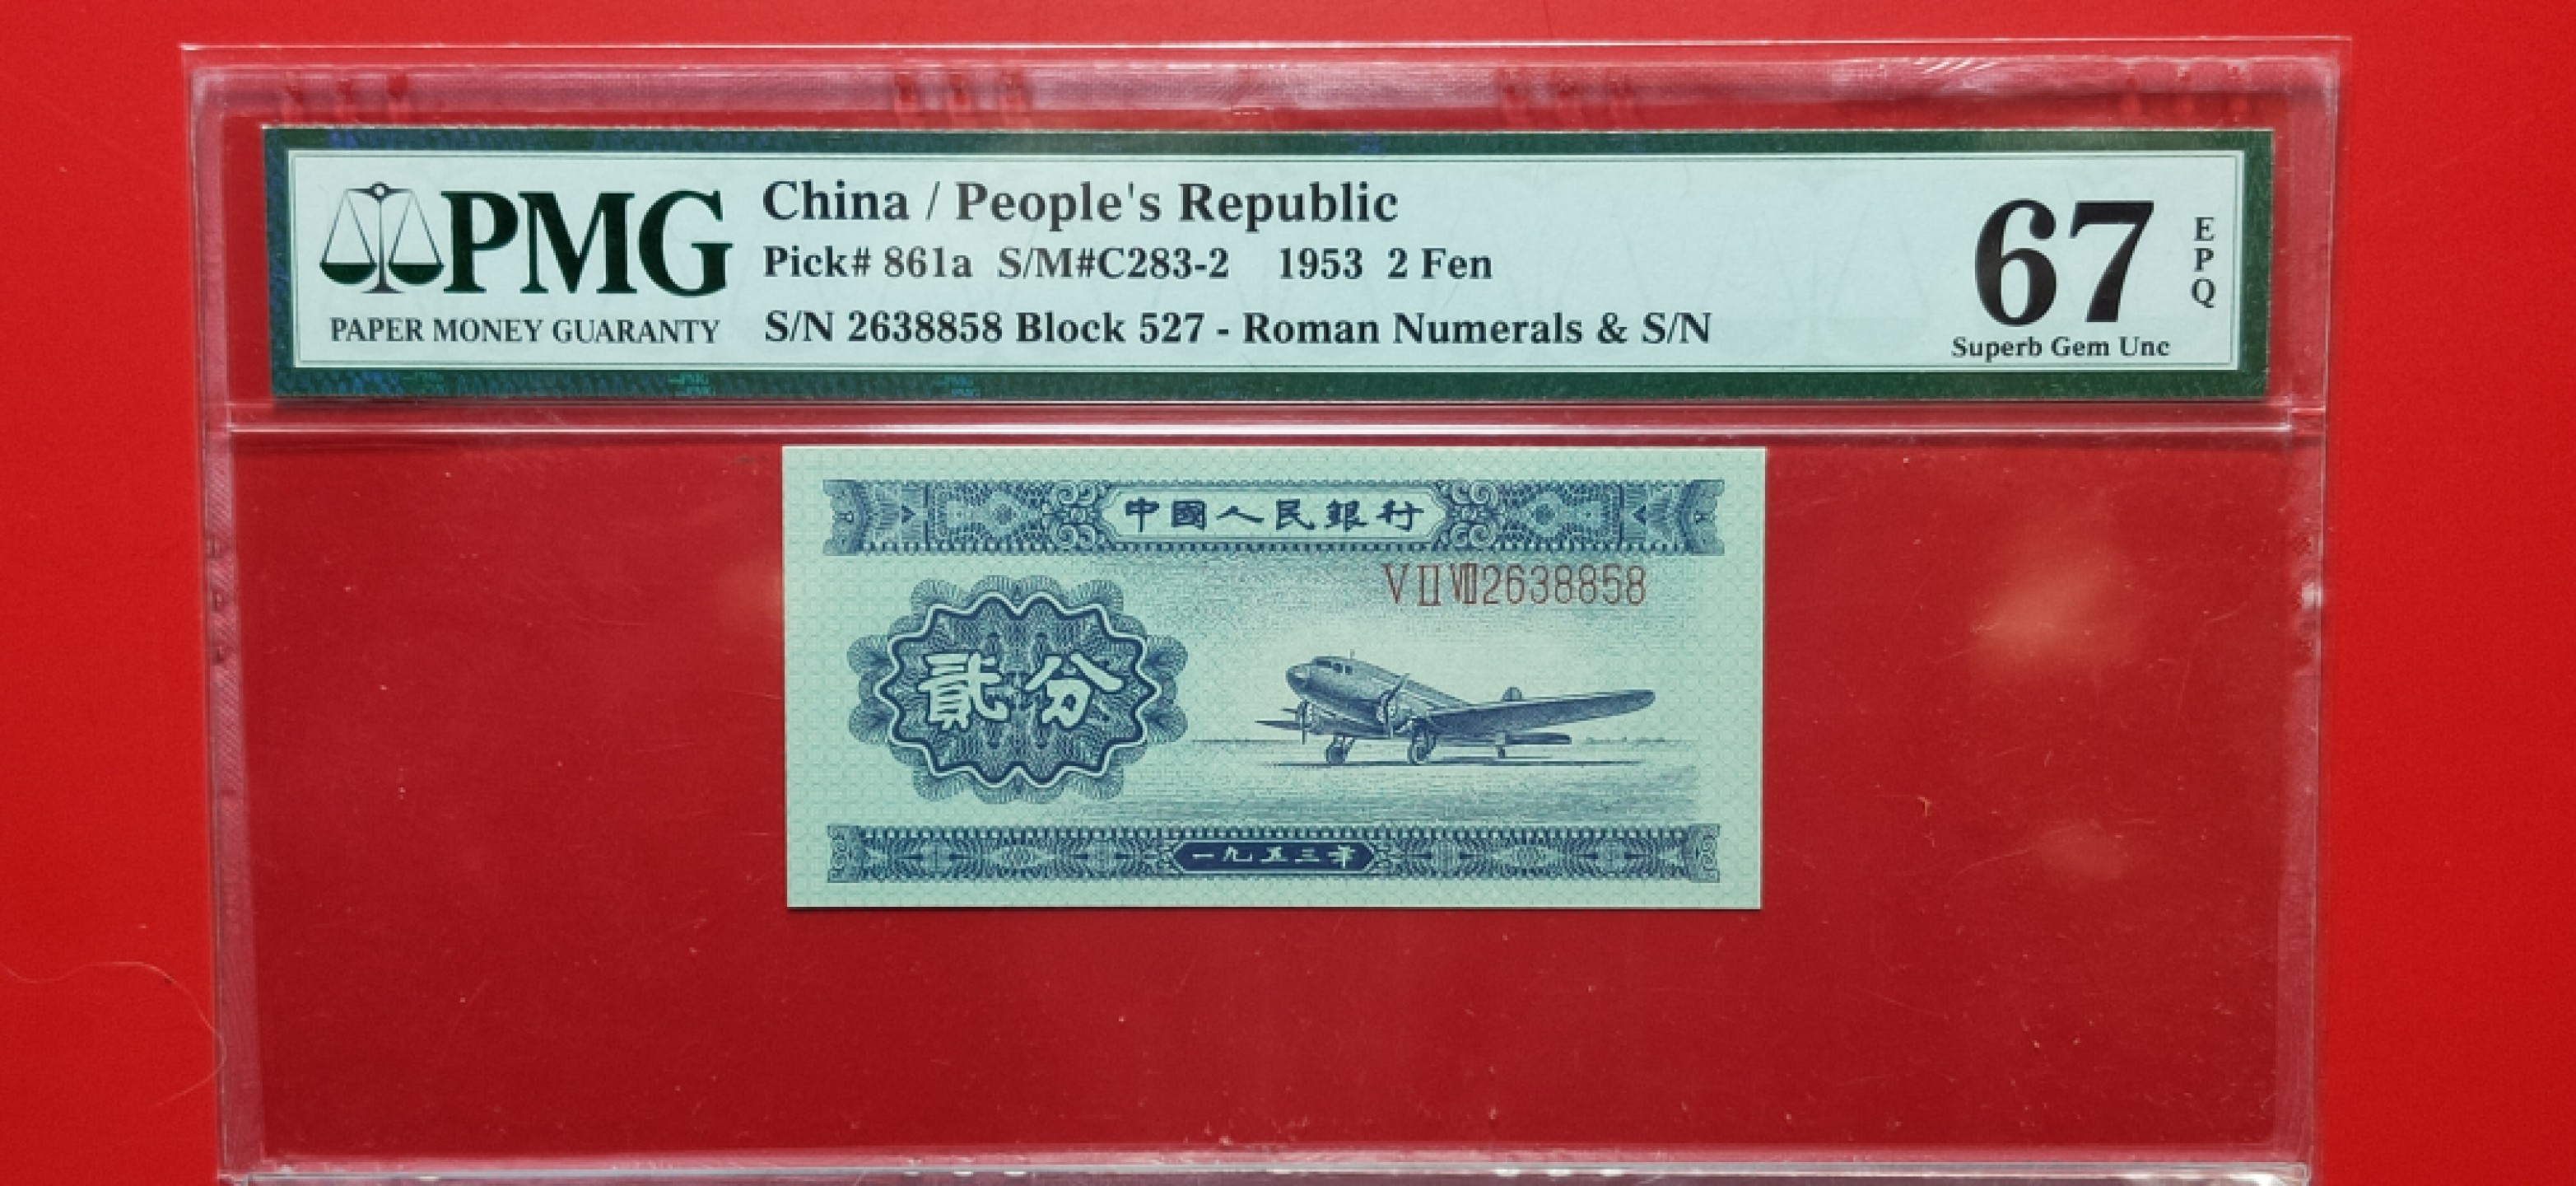 PMG
PAPER MONEY GUARANTY
China / People's Republic
Pick# 861a S/M#C283-2 1953 2 Fen
S/N 2638858 Block 527 - Roman Numerals & S/N
67
EPQ
Superb Gem Unc
中國人民銀行
V II VII 2638858
貳分
一九五三年